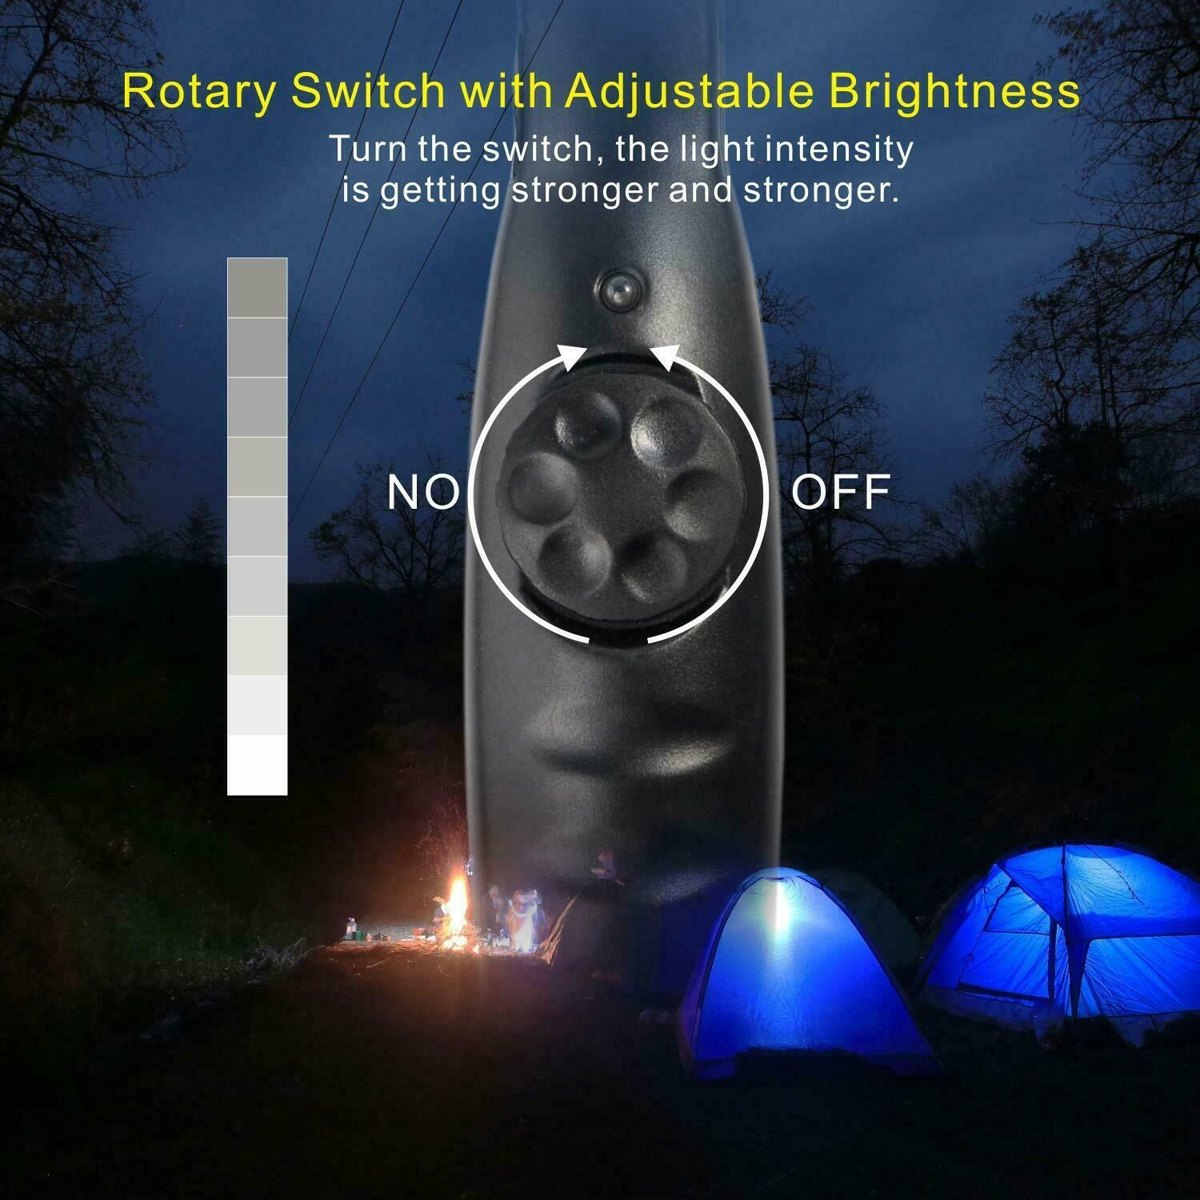 Rotary Switch with Adjustable Brightness
Turn the switch, the light intensity
is getting stronger and stronger.
NO
OFF